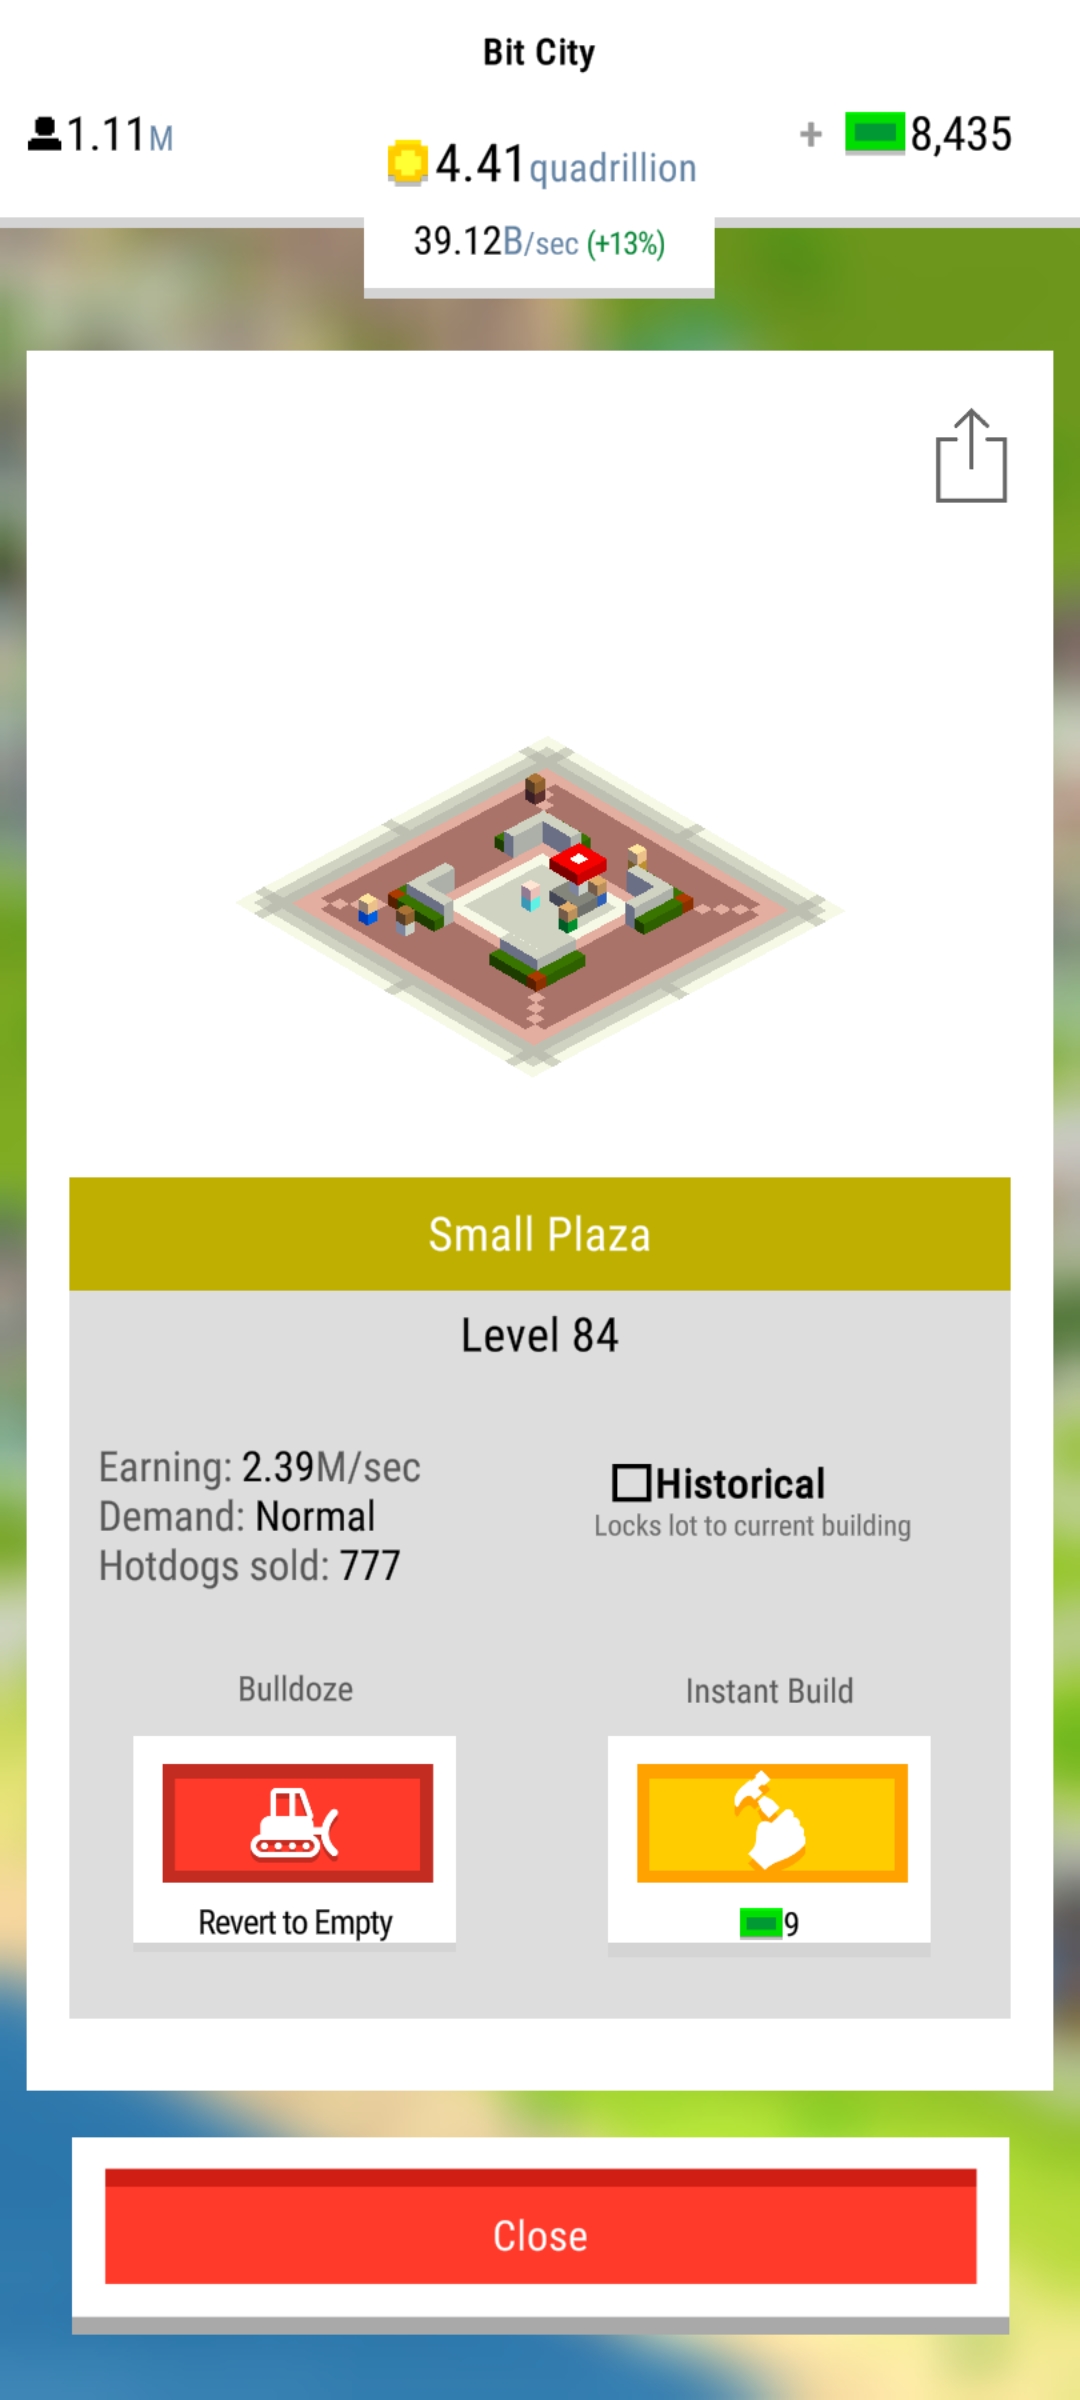 Bit City
1.11M
4.41quadrillion
+ 8,435
39.12B/sec (+13%)
Small Plaza
Level 84
Earning: 2.39M/sec
Demand: Normal
Hotdogs sold: 777
Historical
Locks lot to current building
Bulldoze
Instant Build
Revert to Empty
9
Close